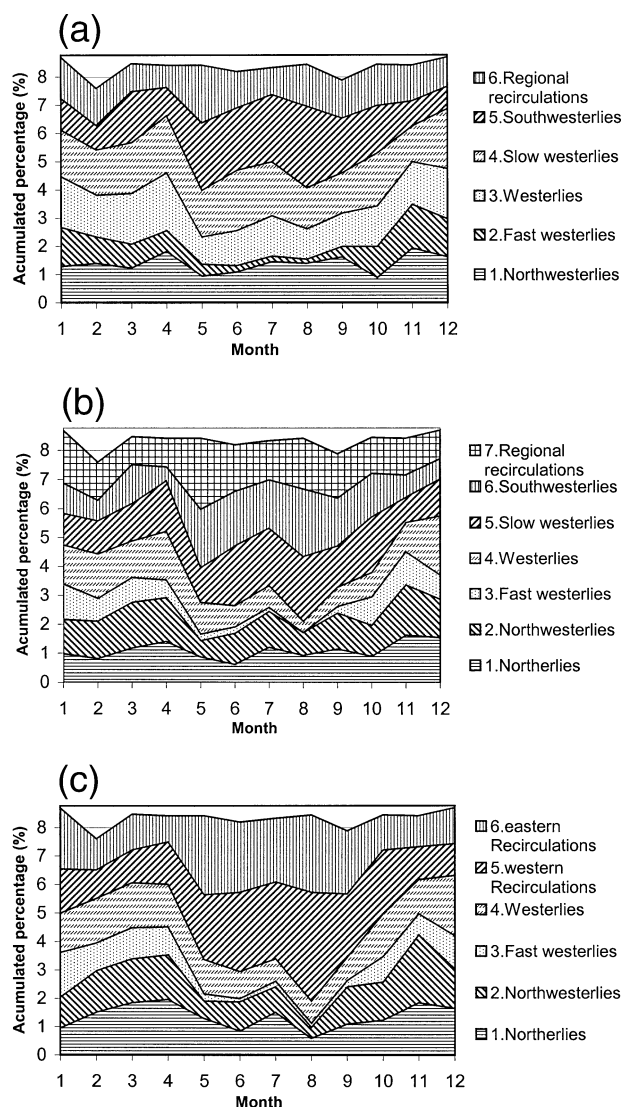 (a)
Acumulated percentage (%)
8
7
6
5
4
3
2
1
0
1 2 3 4 5 6 7 8 9 10 11 12
Month
6.Regional
recirculations
5.Southwesterlies
4.Slow westerlies
3.Westerlies
2.Fast westerlies
1.Northwesterlies
(b)
Acumulated percentage (%)
8
7
6
5
4
3
2
1
0
1 2 3 4 5 6 7 8 9 10 11 12
Month
7.Regional
recirculations
6.Southwesterlies
5.Slow westerlies
4.Westerlies
3.Fast westerlies
2.Northwesterlies
1.Northerlies
(c)
Acumulated percentage (%)
8
7
6
5
4
3
2
1
0
1 2 3 4 5 6 7 8 9 10 11 12
Month
6.eastern
Recirculations
5.western
Recirculations
4.Westerlies
3.Fast westerlies
2.Northwesterlies
1.Northerlies